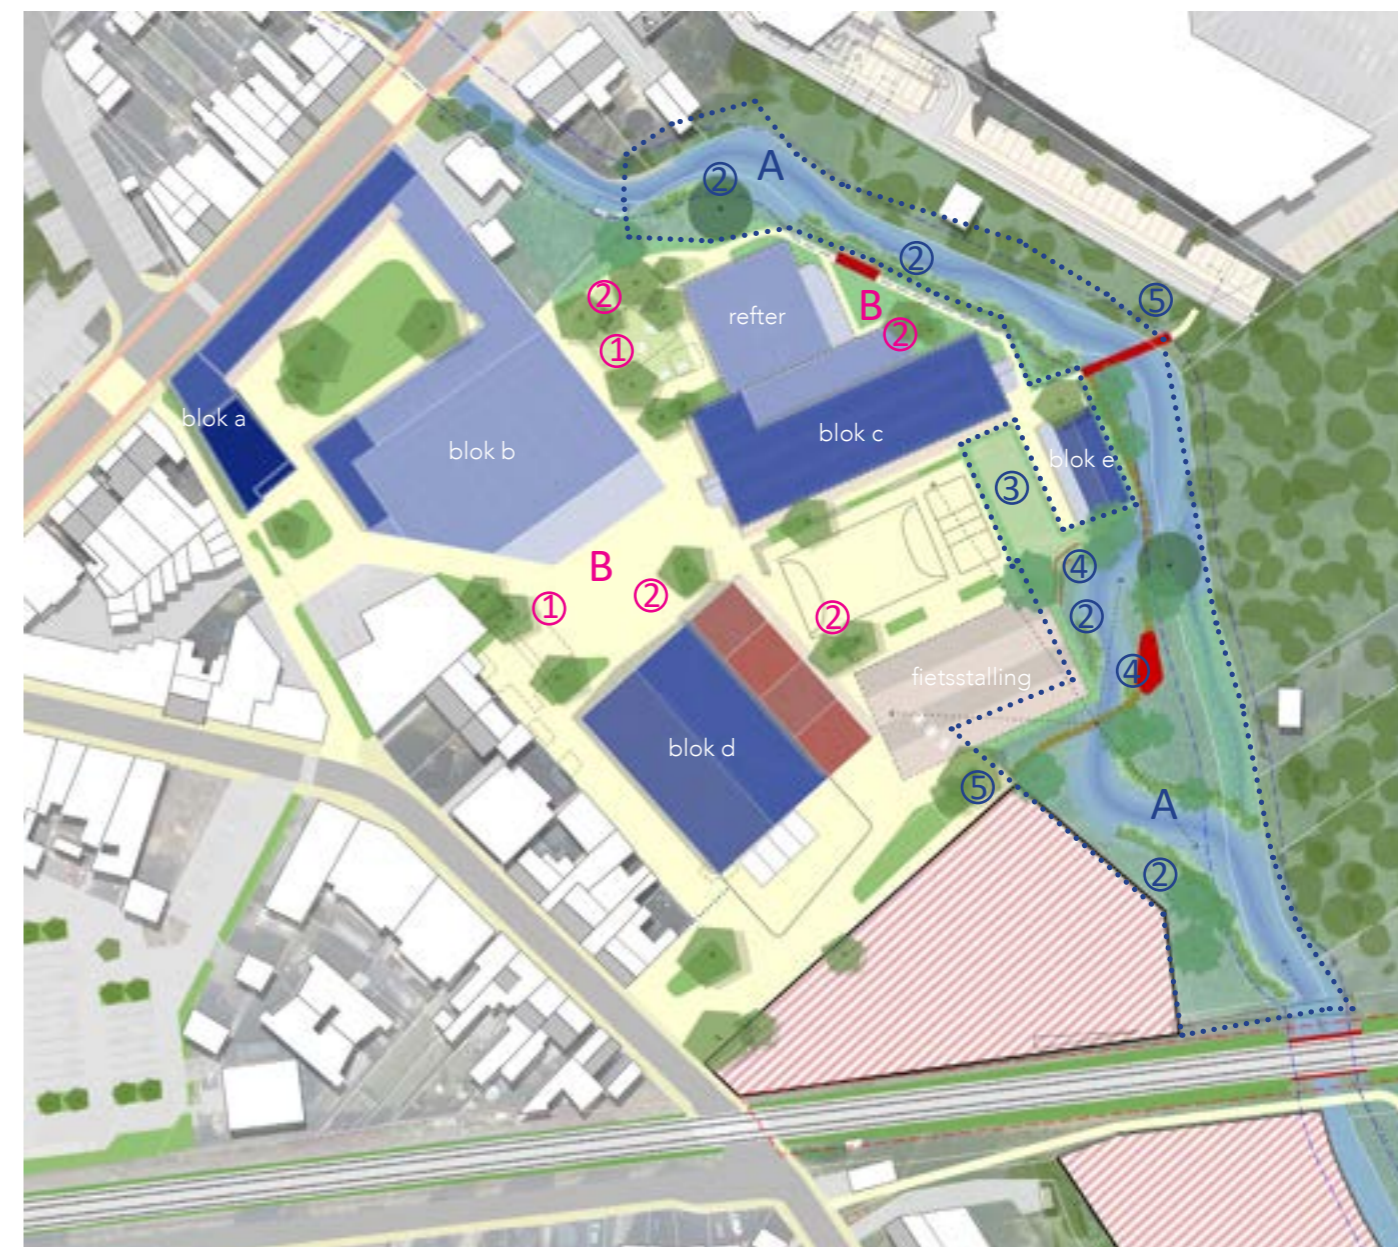 A
②
②
⑤
②
B
refter
②
①
blok a
blok c
blok b
blok e
③
B
④
②
①
②
②
④
fietsstalling
blok d
⑤
A
②